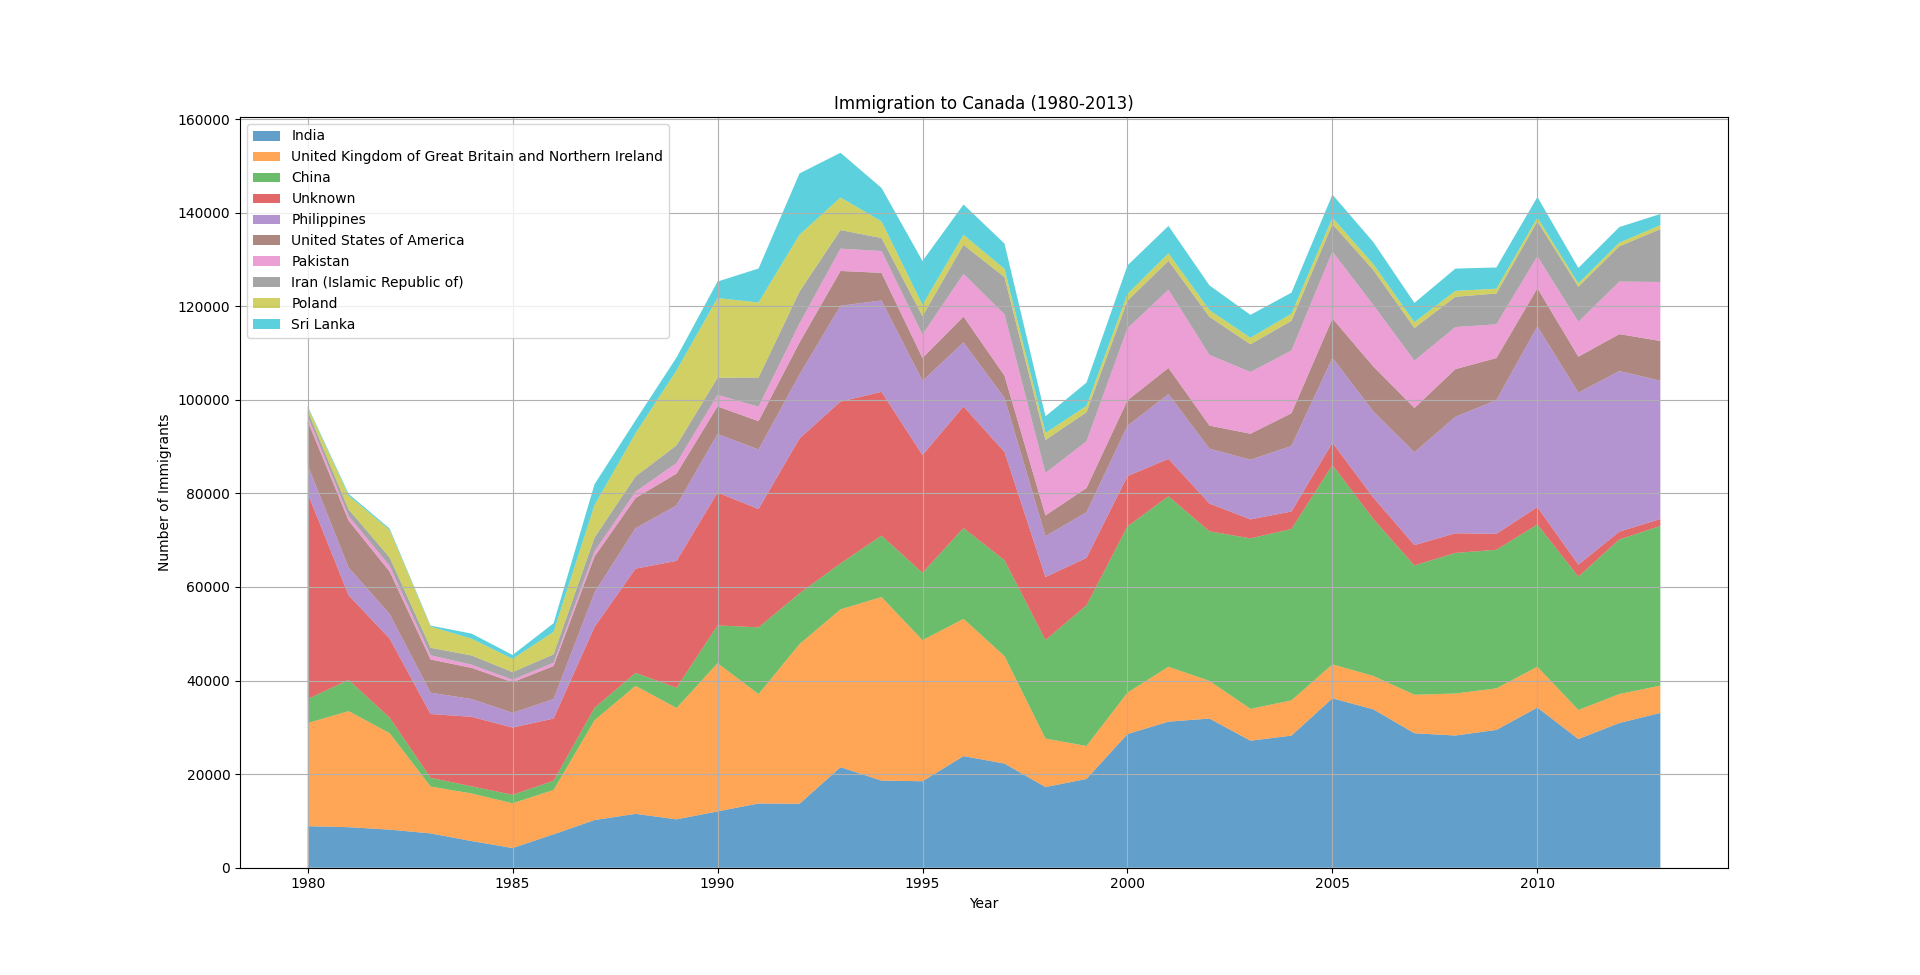 Immigration to Canada (1980-2013)
160000
140000
120000
100000
80000
60000
40000
20000
0
Number of Immigrants
India
United Kingdom of Great Britain and Northern Ireland
China
Unknown
Philippines
United States of America
Pakistan
Iran (Islamic Republic of)
Poland
Sri Lanka
1980 1985 1990 1995 2000 2005 2010
Year